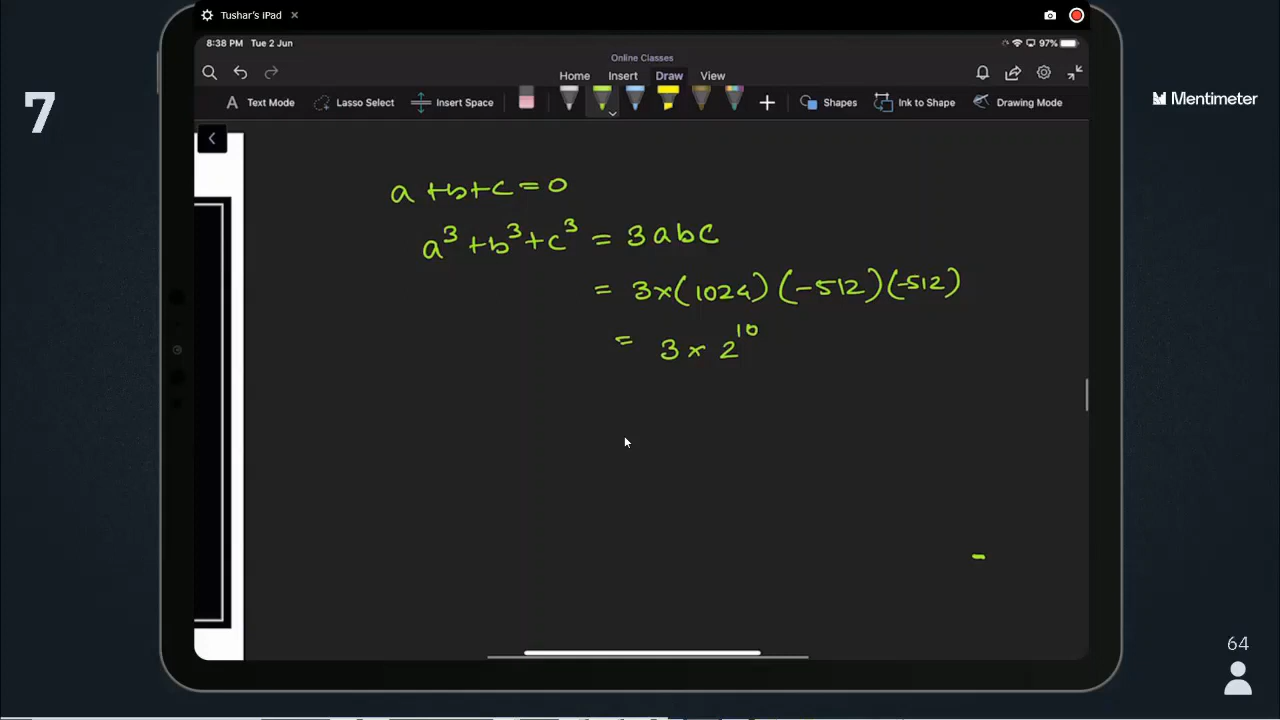 Tushar's iPad ×
7
Mentimeter
8:38 PM Tue 2 Jun
97%
Online Classes
Home Insert Draw View
A Text Mode Lasso Select Insert Space Shapes Ink to Shape Drawing Mode
a+b+c=0
a³+b³+c³ = 3abc
= 3×(1024)(-512)(-512)
= 3×2¹⁰
64